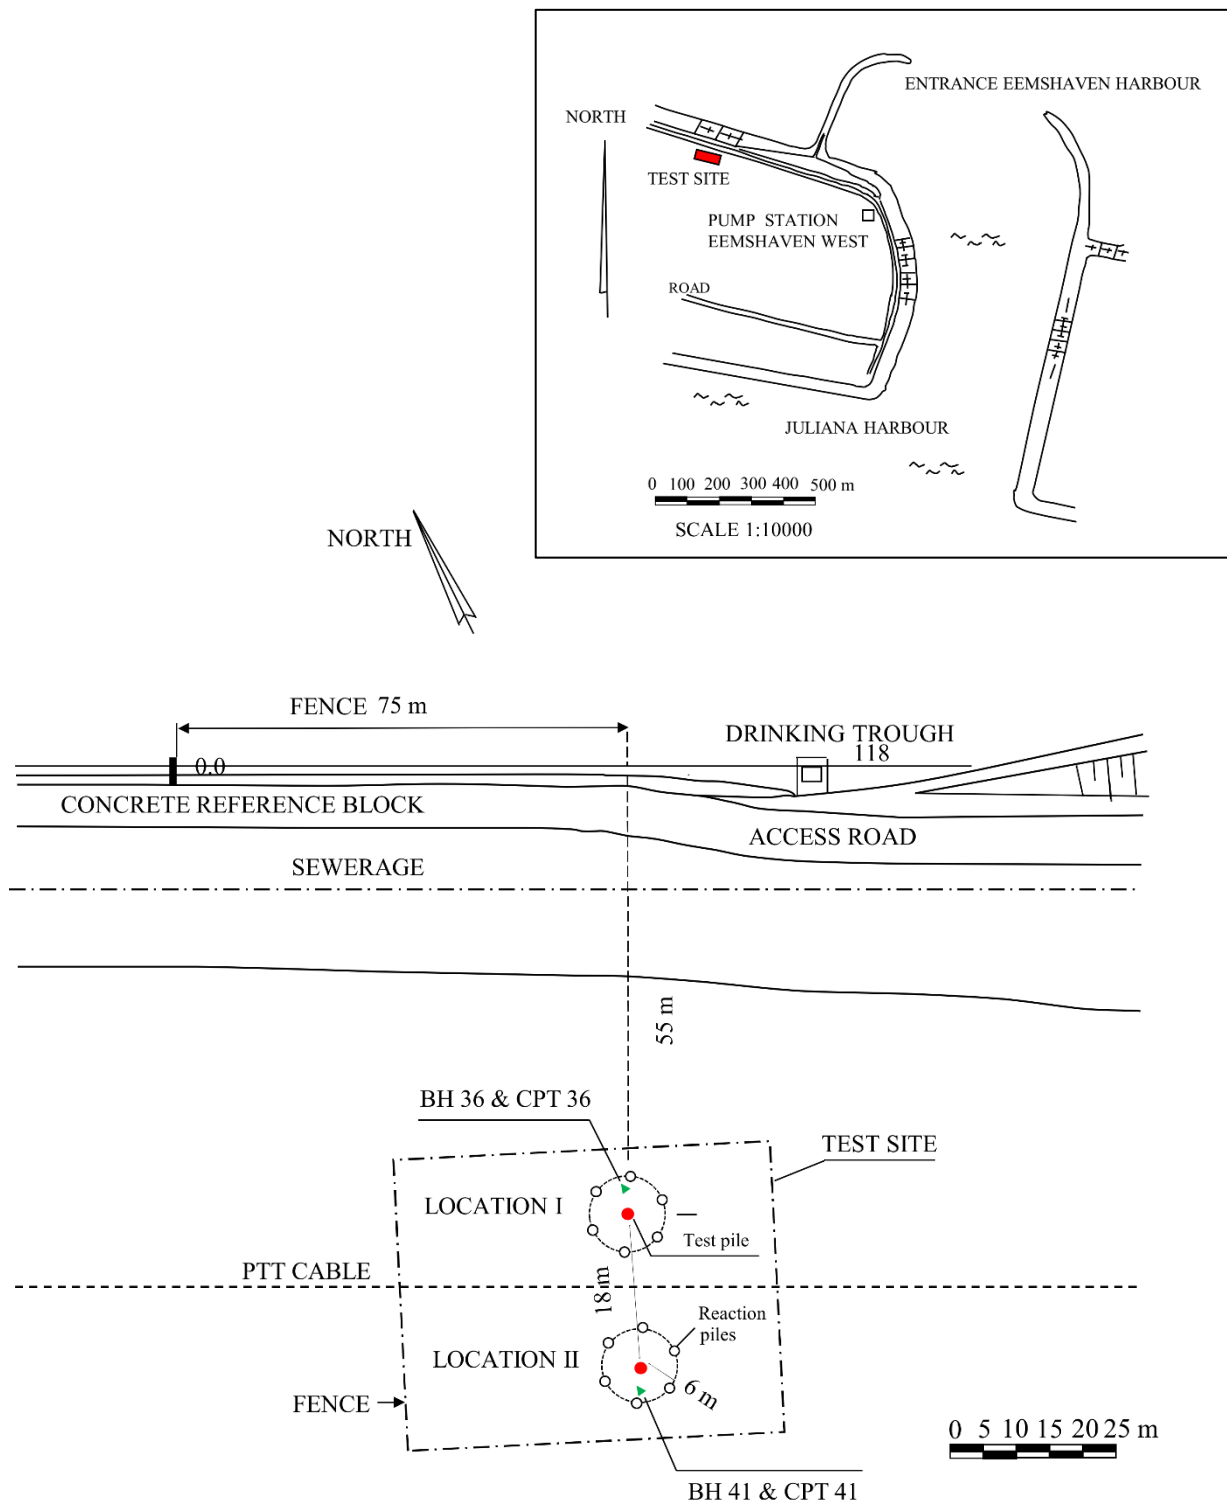 ENTRANCE EEMSHAVEN HARBOUR
NORTH
TEST SITE
PUMP STATION
EEMSHAVEN WEST
ROAD
JULIANA HARBOUR
0 100 200 300 400 500 m
SCALE 1:10000
NORTH
FENCE 75 m
DRINKING TROUGH
118
0.0
CONCRETE REFERENCE BLOCK
ACCESS ROAD
SEWERAGE
55 m
BH 36 & CPT 36
TEST SITE
LOCATION I
Test pile
PTT CABLE
18 m
Reaction
piles
LOCATION II
6 m
FENCE
0 5 10 15 20 25 m
BH 41 & CPT 41